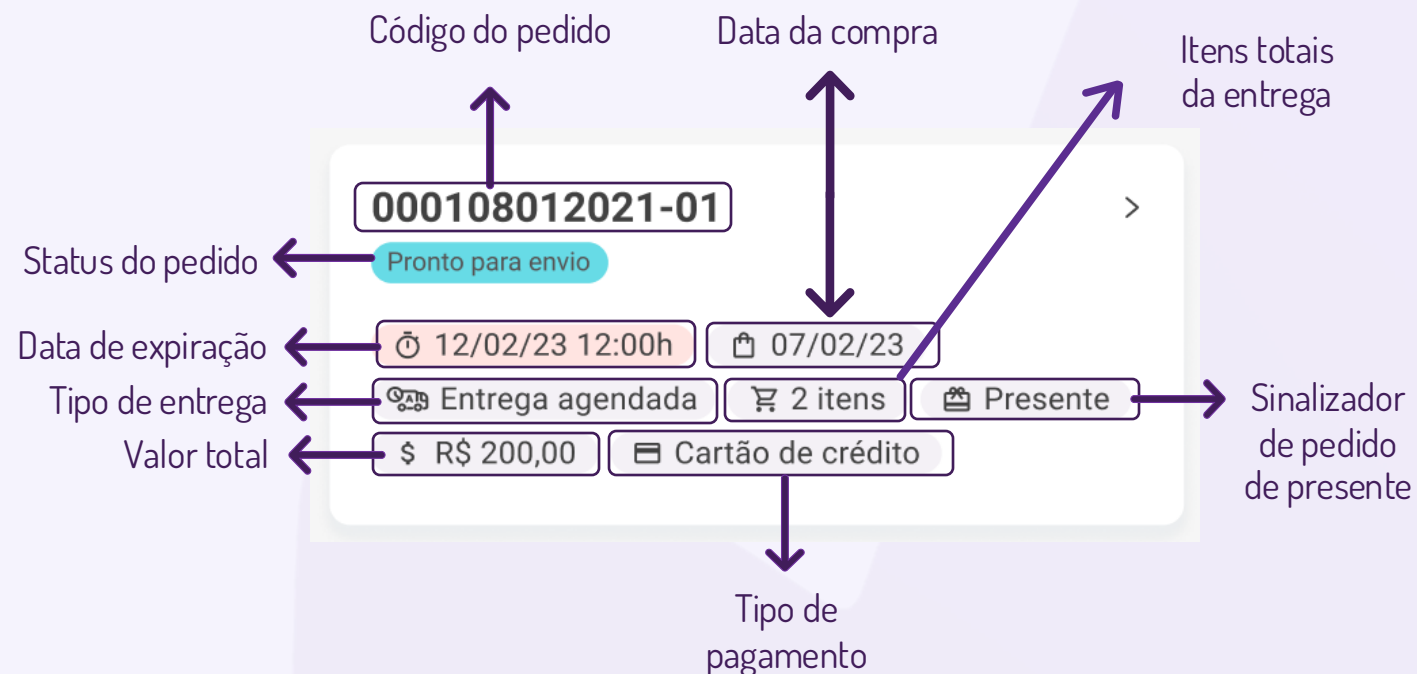 Código do pedido
Data da compra
Itens totais
da entrega
000108012021-01
Status do pedido
Pronto para envio
Data de expiração
12/02/23 12:00h
07/02/23
Tipo de entrega
Entrega agendada
2 itens
Presente
Sinalizador
de pedido
de presente
Valor total
$ R$ 200,00
Cartão de crédito
Tipo de
pagamento